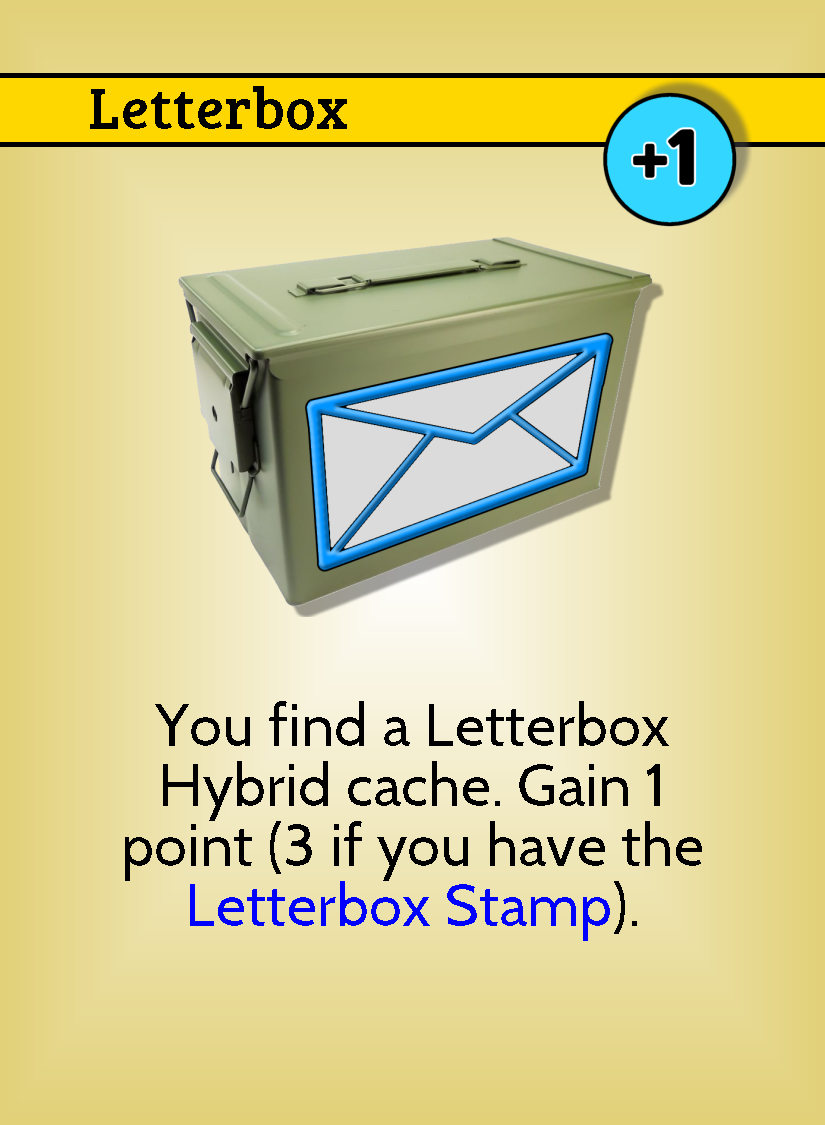 Letterbox
+1
You find a Letterbox
Hybrid cache. Gain 1
point (3 if you have the
Letterbox Stamp).